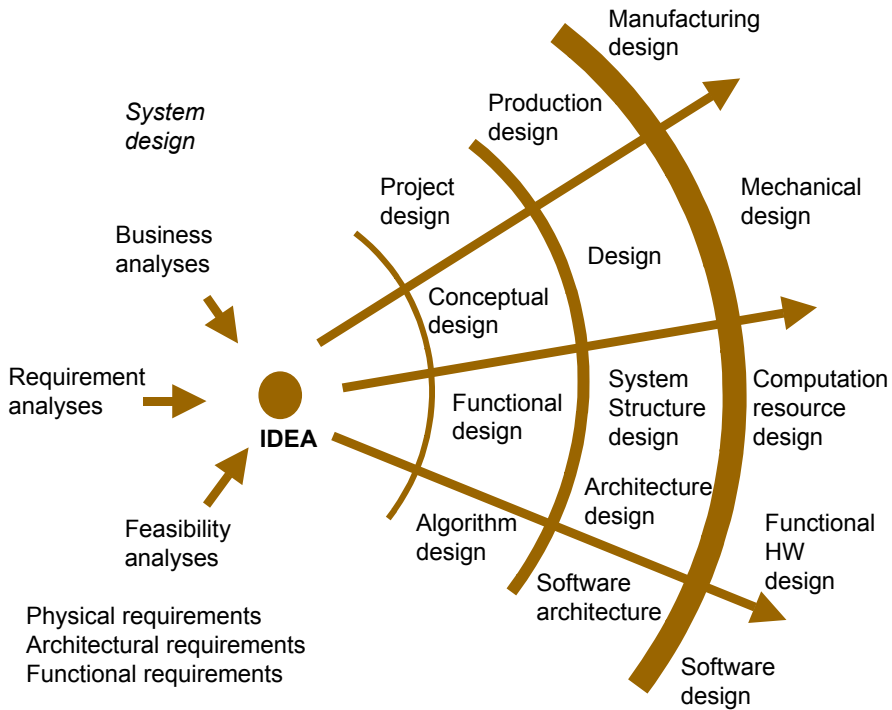 Manufacturing
design
Production
design
System
design
Project
design
Mechanical
design
Business
analyses
Design
Conceptual
design
Requirement
analyses
IDEA
Functional
design
System
Structure
design
Computation
resource
design
Feasibility
analyses
Algorithm
design
Architecture
design
Functional
HW
design
Software
architecture
Physical requirements
Architectural requirements
Functional requirements
Software
design